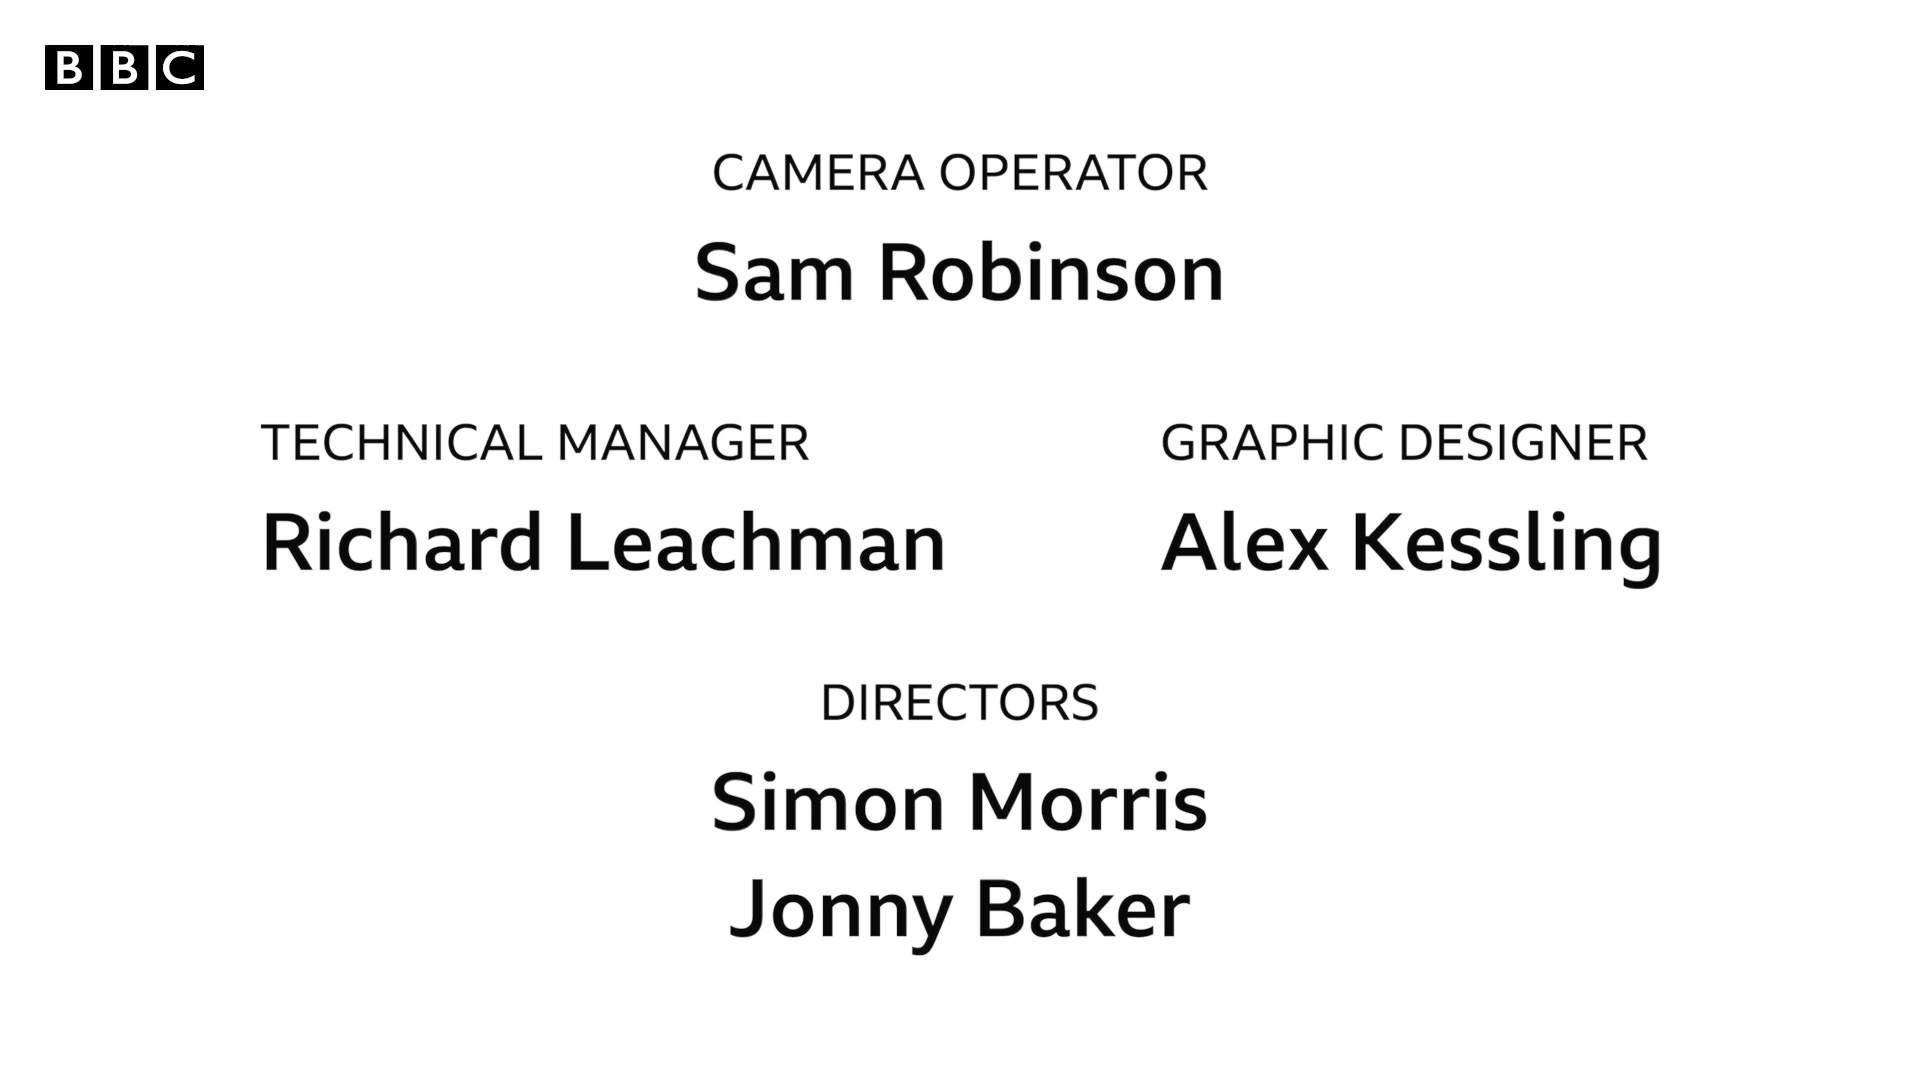 BBC
CAMERA OPERATOR
Sam Robinson
TECHNICAL MANAGER
Richard Leachman
GRAPHIC DESIGNER
Alex Kessling
DIRECTORS
Simon Morris
Jonny Baker